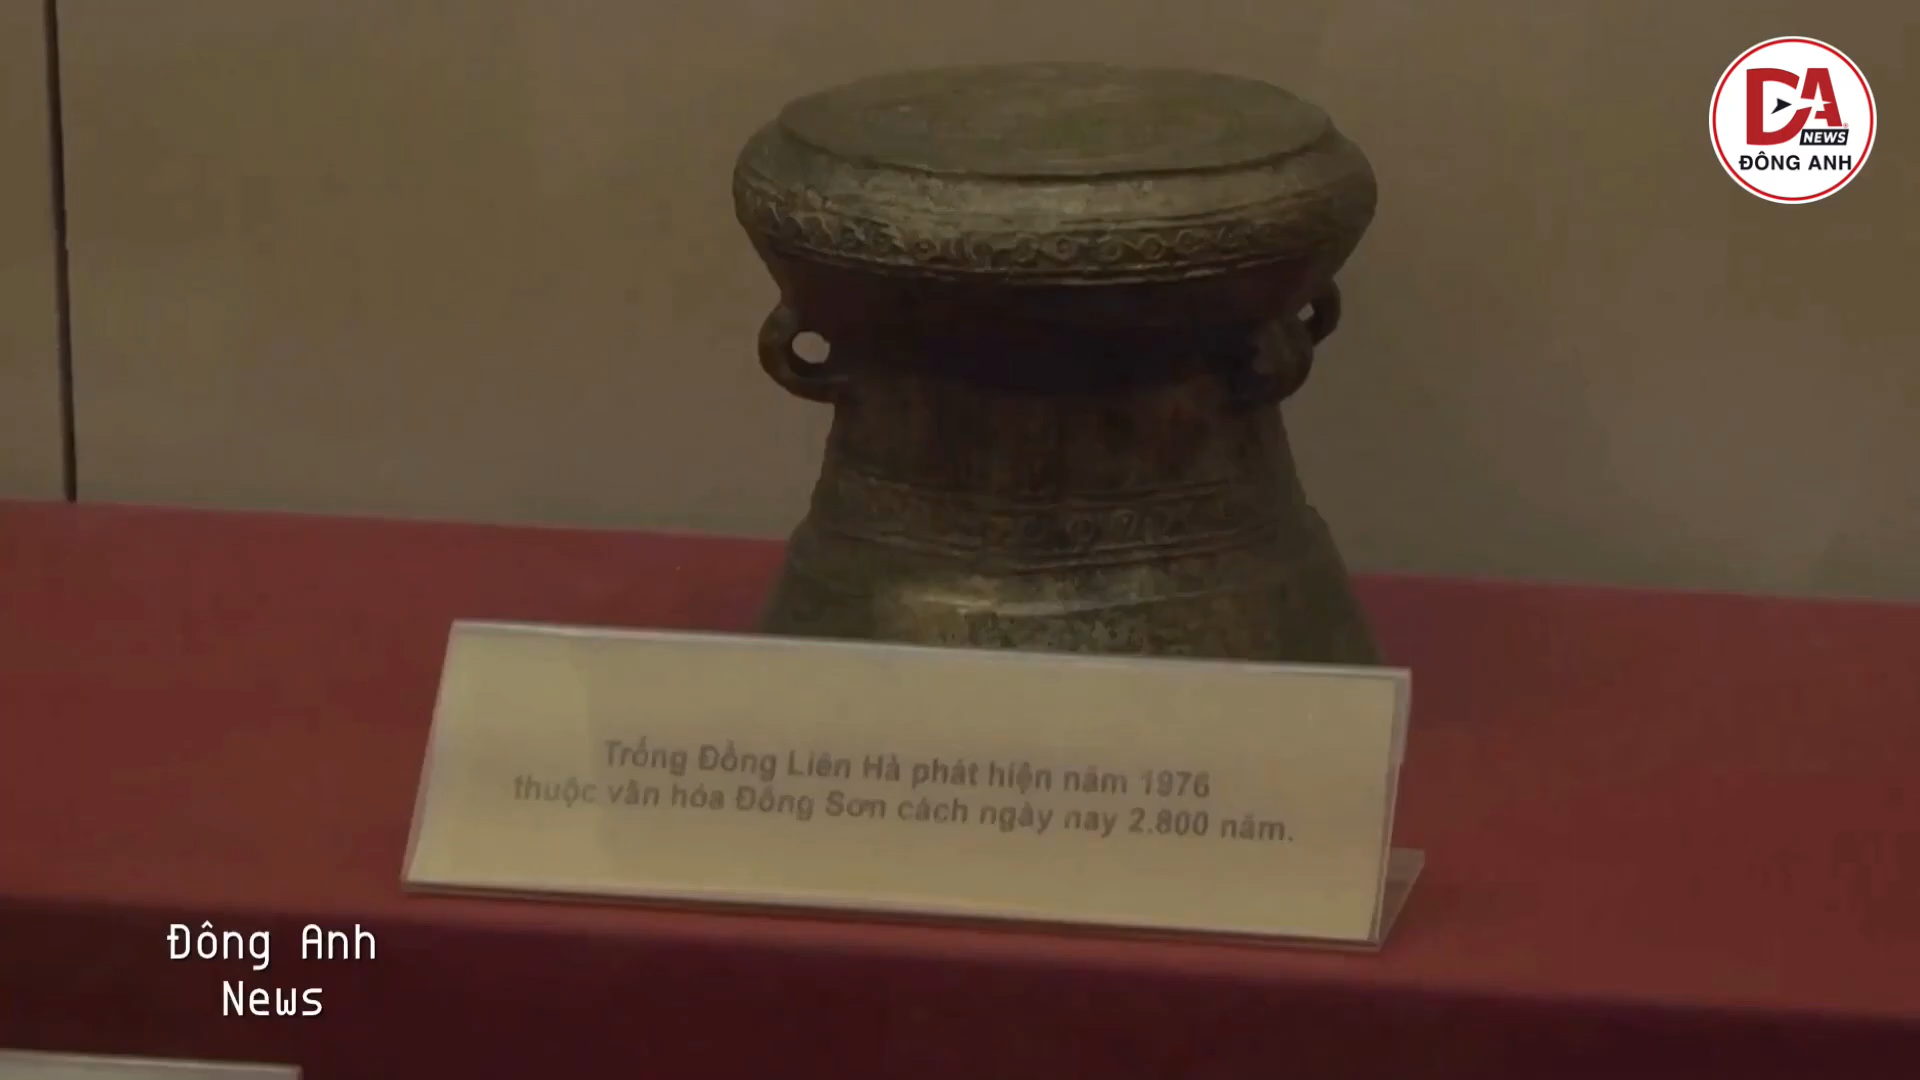 DA
NEWS
ĐÔNG ANH
Trống Đồng Liên Hà phát hiện năm 1976
thuộc văn hóa Đông Sơn cách ngày nay 2.800 năm.
Đông Anh
News